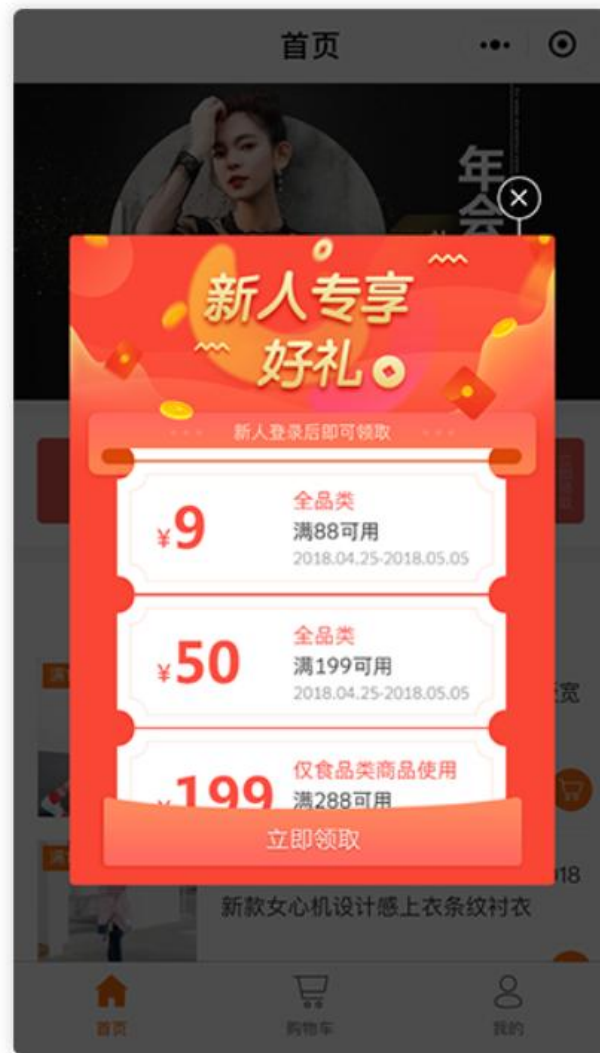 首页
年会
新人专享
好礼
新人登录后即可领取
¥9
全品类
满88可用
2018.04.25-2018.05.05
¥50
全品类
满199可用
2018.04.25-2018.05.05
199
仅食品类商品使用
满288可用
立即领取
宽
18
新款女心机设计感上衣条纹衬衣
首页
购物车
我的